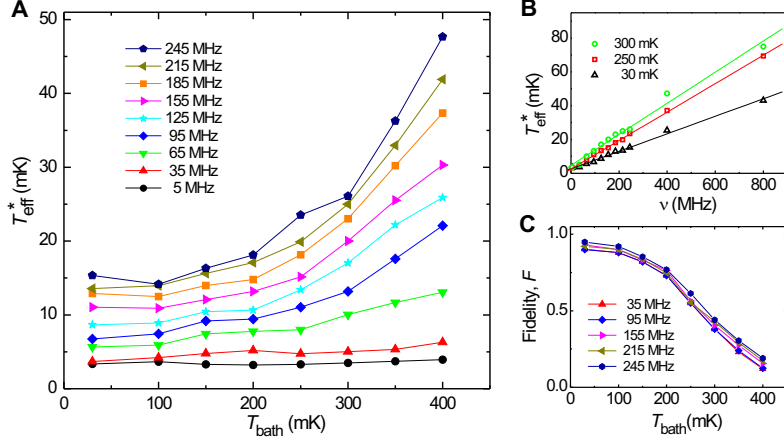 A
50
40
30
20
10
0
T*eff (mK)
245 MHz
215 MHz
185 MHz
155 MHz
125 MHz
95 MHz
65 MHz
35 MHz
5 MHz
0 100 200 300 400
Tbath (mK)
B
80
60
40
20
0
T*eff (mK)
300 mK
250 mK
30 mK
0 200 400 600 800
ν (MHz)
C
1.0
0.5
0.0
Fidelity, F
35 MHz
95 MHz
155 MHz
215 MHz
245 MHz
0 100 200 300 400
Tbath (mK)